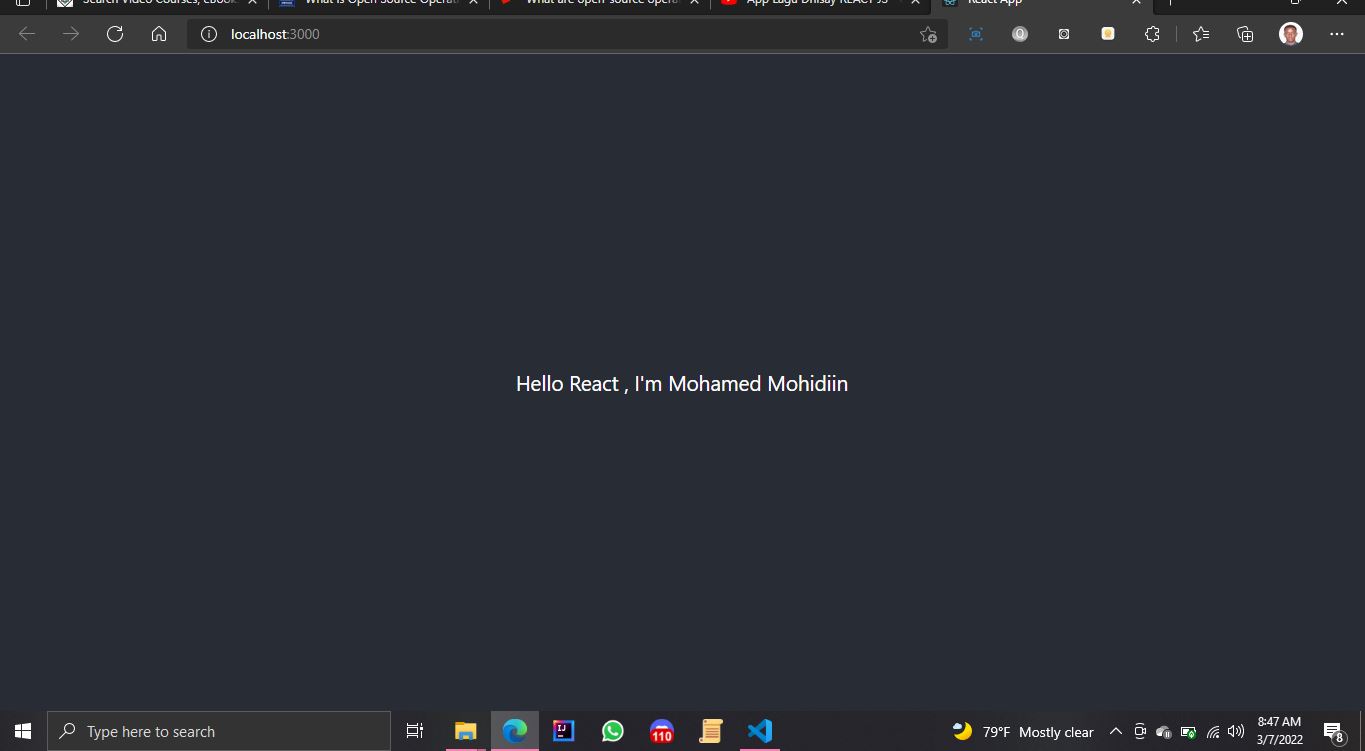 Search Video Courses, eBook
What is Open Source Operat
What are open-source opera
App Lagu Dhisay REACT JS
React App
localhost:3000
Q
Hello React , I'm Mohamed Mohidiin
Type here to search
IJ
110
79°F Mostly clear
8:47 AM
3/7/2022
8